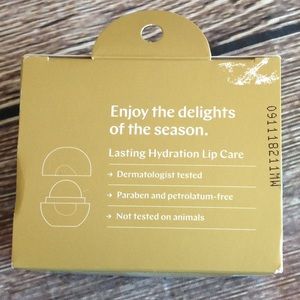 Enjoy the delights
of the season.
Lasting Hydration Lip Care
→ Dermatologist tested
→ Paraben and petrolatum-free
→ Not tested on animals
091118211MW